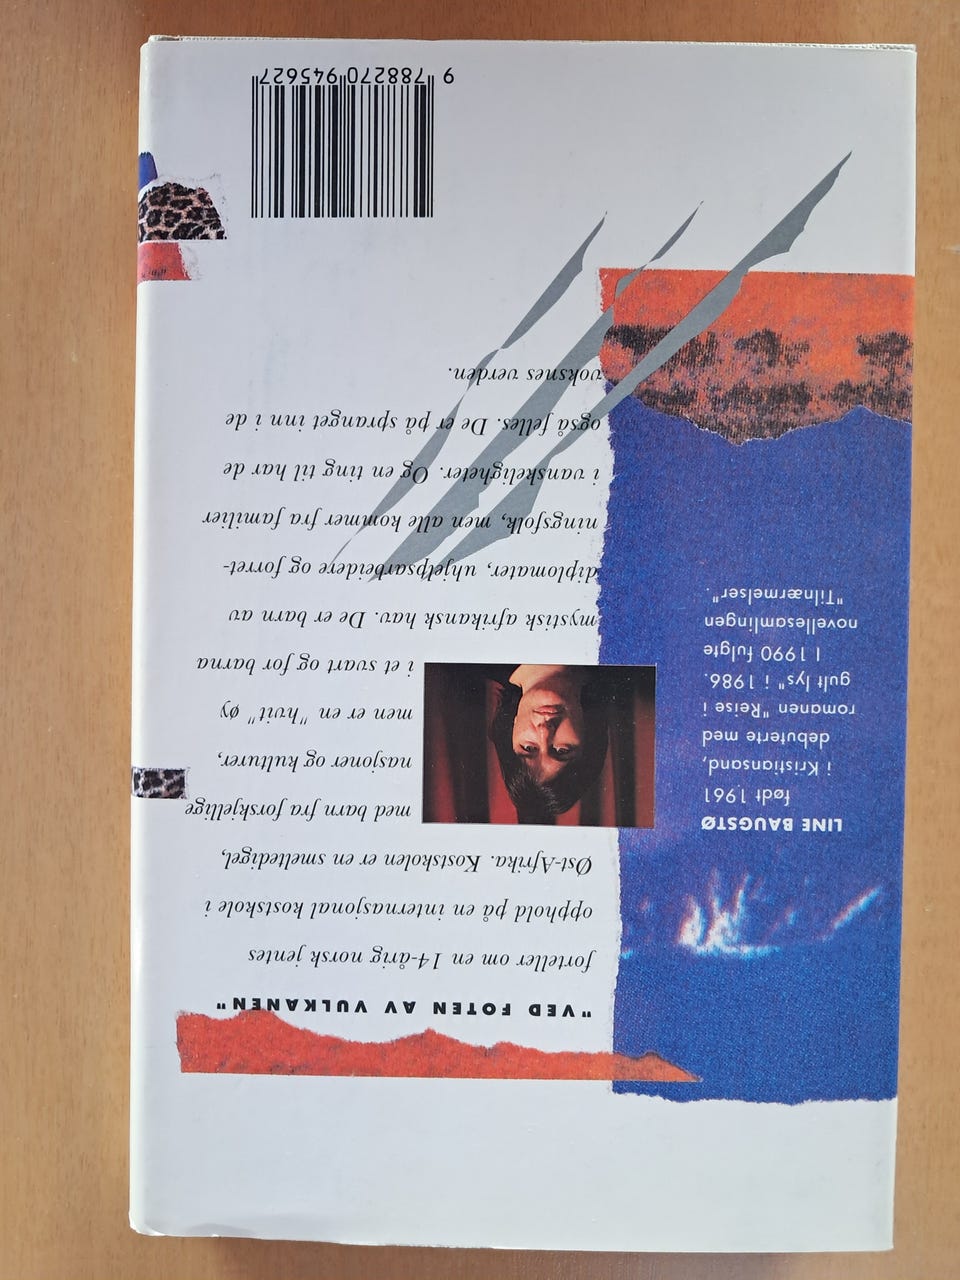 "VED FOTEN AV VULKANEN"
forteller om en 14-årig norsk jentes
opphold på en internasjonal kostskole i
Øst-Afrika. Kostskolen er en smeltedigel,
med barn fra forskjellige
nasjoner og kulturer,
men er en "hvit" øy
i et svart og for barna
mystisk afrikansk hav. De er barn av
diplomater, uhjelpsarbeidere og forret-
ningsfolk, men alle kommer fra familier
i vanskeligheter. Og en ting til har de
også felles. De er på spranget inn i de
voksnes verden.
LINE BAUGSTØ
født 1961
i Kristiansand,
debuterte med
romanen "Reise i
gult lys" i 1986.
I 1990 fulgte
novellesamlingen
"Tilnærmelser".
9 788270 945627